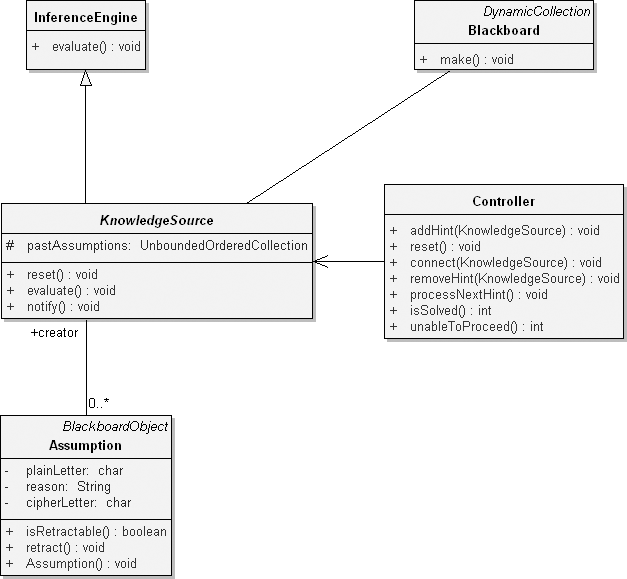 InferenceEngine
+ evaluate() : void
DynamicCollection
Blackboard
+ make() : void
KnowledgeSource
# pastAssumptions: UnboundedOrderedCollection
+ reset() : void
+ evaluate() : void
+ notify() : void
Controller
+ addHint(KnowledgeSource) : void
+ reset() : void
+ connect(KnowledgeSource) : void
+ removeHint(KnowledgeSource) : void
+ processNextHint() : void
+ isSolved() : int
+ unableToProceed() : int
+creator
0..*
BlackboardObject
Assumption
- plainLetter: char
- reason: String
- cipherLetter: char
+ isRetractable() : boolean
+ retract() : void
+ Assumption() : void